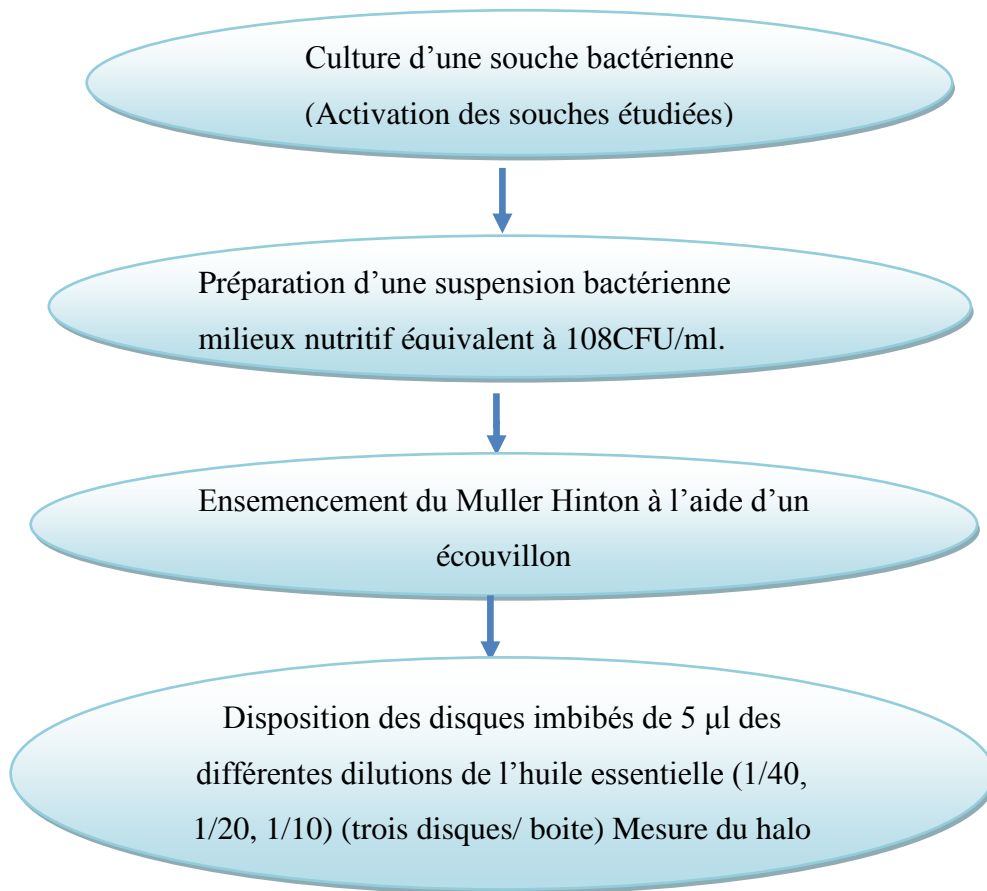 Culture d’une souche bactérienne
(Activation des souches étudiées)
Préparation d’une suspension bactérienne
milieux nutritif équivalent à 108CFU/ml.
Ensemencement du Muller Hinton à l’aide d’un
écouvillon
Disposition des disques imbibés de 5 μl des
différentes dilutions de l’huile essentielle (1/40,
1/20, 1/10) (trois disques/ boite) Mesure du halo